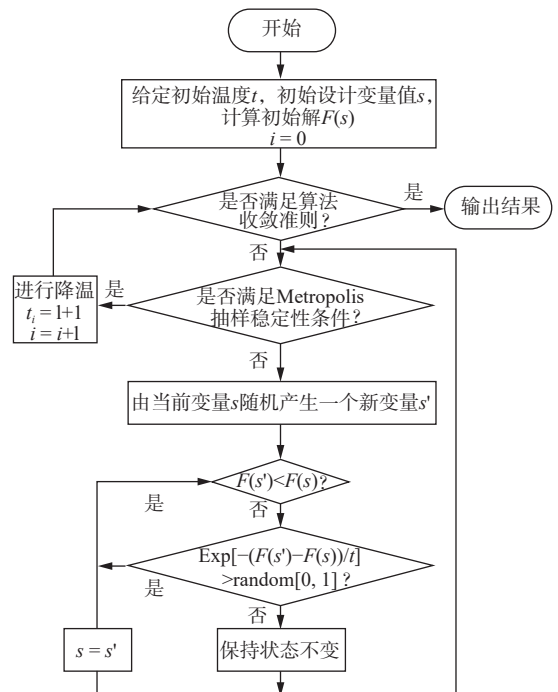 开始
给定初始温度t，初始设计变量值s，
计算初始解F(s)
i = 0
是否满足算法
收敛准则？
是
输出结果
否
进行降温
t_i = l+1
i = i+l
是
是否满足Metropolis
抽样稳定性条件？
否
由当前变量s随机产生一个新变量s'
F(s')<F(s)?
是
否
Exp[−(F(s')−F(s))/t]
>random[0, 1]？
是
否
s = s'
保持状态不变